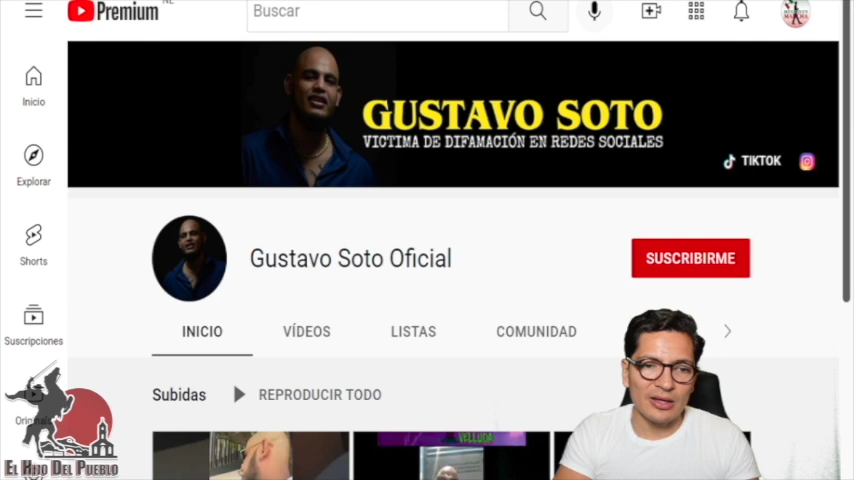 Premium
Buscar
Inicio
Explorar
Shorts
Suscripciones
GUSTAVO SOTO
VICTIMA DE DIFAMACIÓN EN REDES SOCIALES
TIKTOK
Gustavo Soto Oficial
SUSCRIBIRME
INICIO
VÍDEOS
LISTAS
COMUNIDAD
Subidas
REPRODUCIR TODO
EL HIJO DEL PUEBLO